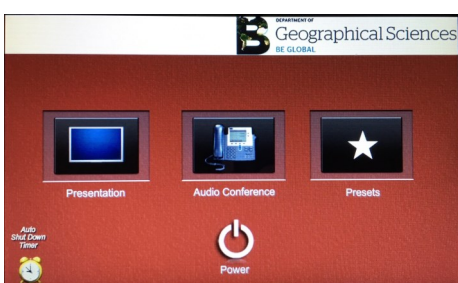 DEPARTMENT OF
Geographical Sciences
BE GLOBAL
Presentation
Audio Conference
Presets
Auto
Shut Down
Timer
Power